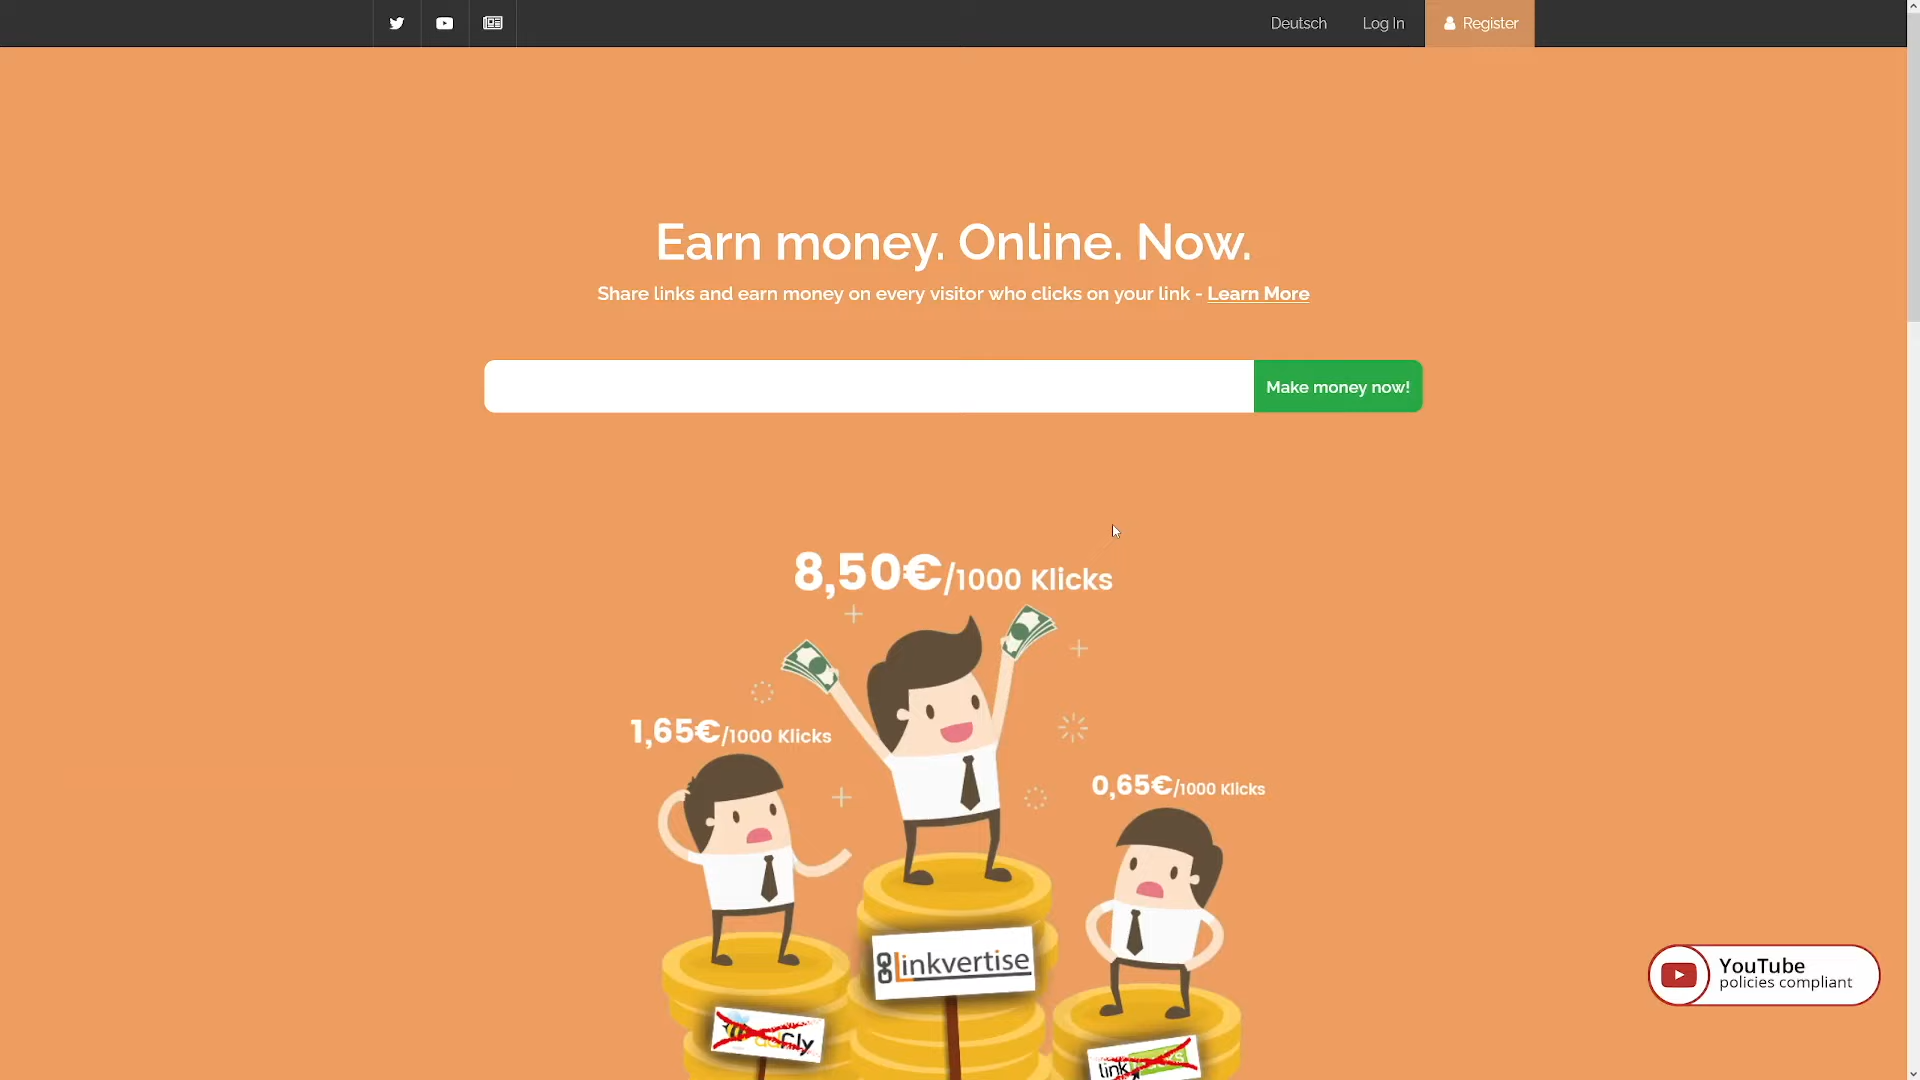 Deutsch
Log In
Register
Earn money. Online. Now.
Share links and earn money on every visitor who clicks on your link - Learn More
Make money now!
8,50€/1000 Klicks
1,65€/1000 Klicks
0,65€/1000 Klicks
Linkvertise
adfly
link
YouTube
policies compliant